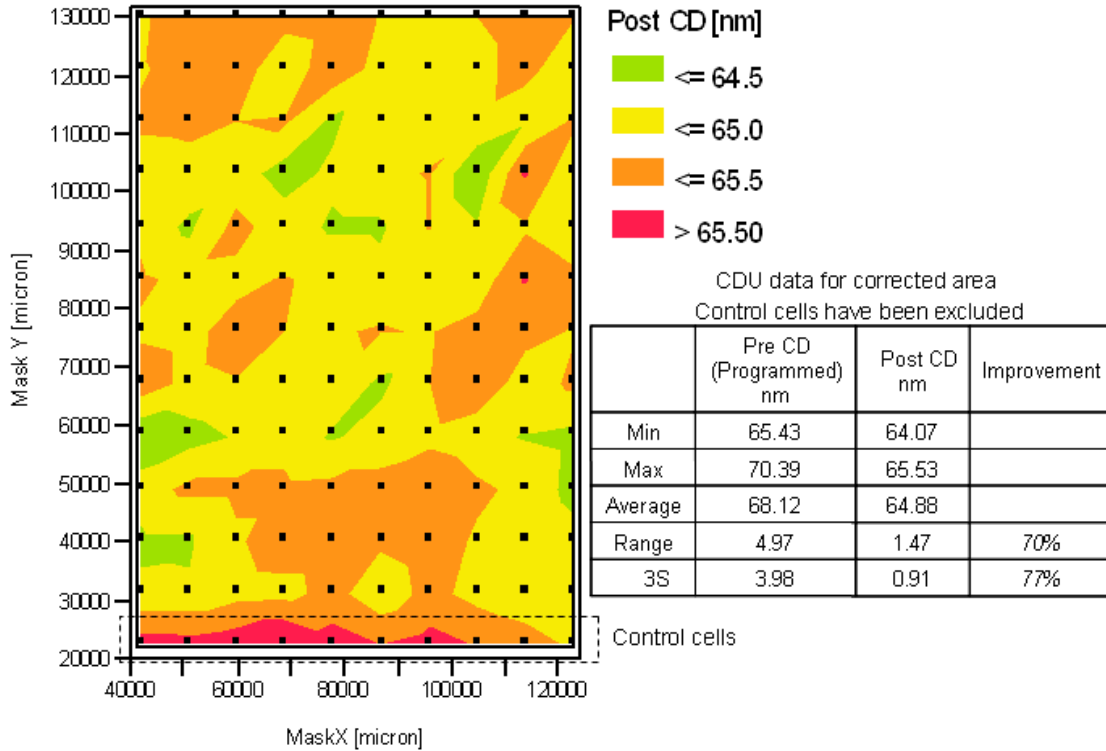 Post CD [nm]
<= 64.5
<= 65.0
<= 65.5
> 65.50
130000
120000
110000
100000
90000
80000
70000
60000
50000
40000
30000
20000
Mask Y [micron]
40000 60000 80000 100000 120000
MaskX [micron]
Control cells
CDU data for corrected area
Control cells have been excluded
Pre CD
(Programmed)
nm
Post CD
nm
Improvement
Min 65.43 64.07
Max 70.39 65.53
Average 68.12 64.88
Range 4.97 1.47 70%
3S 3.98 0.91 77%